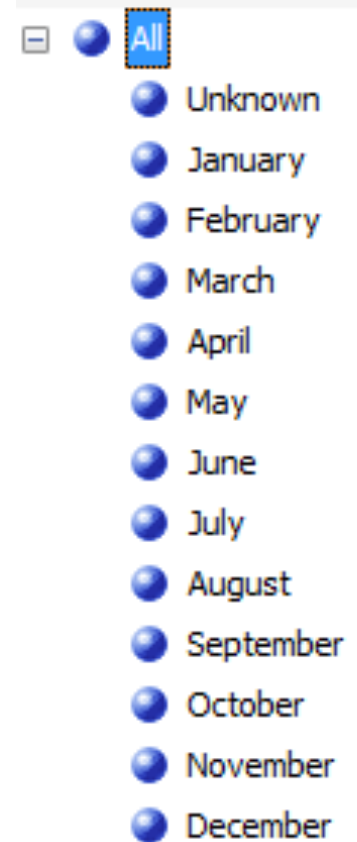 All
Unknown
January
February
March
April
May
June
July
August
September
October
November
December